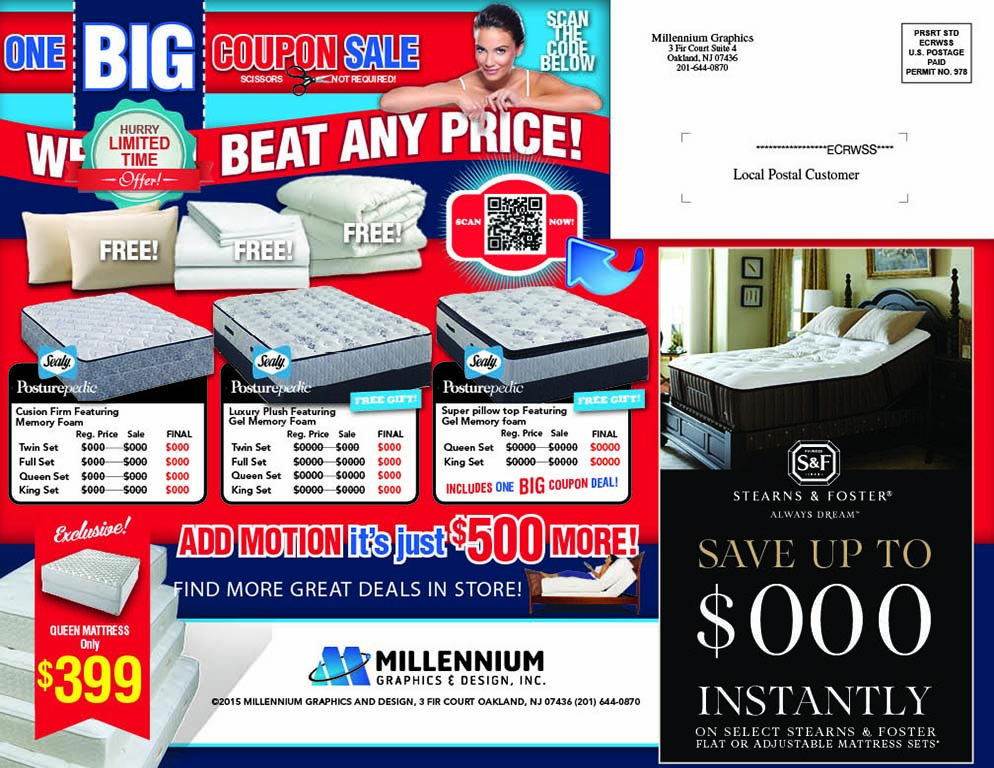 ONE BIG COUPON SALE
SCISSORS NOT REQUIRED!
SCAN
THE
CODE
BELOW
WE
BEAT ANY PRICE!
HURRY
LIMITED
TIME
Offer!
FREE!
FREE!
FREE!
SCAN
NOW!
Millennium Graphics
3 Fir Court Suite 4
Oakland, NJ 07436
201-644-0870
PRSRT STD
ECRWSS
U.S. POSTAGE
PAID
PERMIT NO. 978
*****************ECRWSS****
Local Postal Customer
Sealy
Posturepedic
Cusion Firm Featuring
Memory Foam
Reg. Price Sale FINAL
Twin Set $000 $000 $000
Full Set $000 $000 $000
Queen Set $000 $000 $000
King Set $000 $000 $000
Sealy
Posturepedic
FREE GIFT!
Luxury Plush Featuring
Gel Memory Foam
Reg. Price Sale FINAL
Twin Set $0000 $0000 $000
Full Set $0000 $0000 $000
Queen Set $0000 $0000 $000
King Set $0000 $0000 $000
Sealy
Posturepedic
FREE GIFT!
Super pillow top Featuring
Gel Memory foam
Reg. Price Sale FINAL
Queen Set $0000 $0000 $0000
King Set $0000 $0000 $0000
INCLUDES ONE BIG COUPON DEAL!
Exclusive!
QUEEN MATTRESS
Only
$399
ADD MOTION it's just $500 MORE!
FIND MORE GREAT DEALS IN STORE!
MILLENNIUM
GRAPHICS & DESIGN, INC.
©2015 MILLENNIUM GRAPHICS AND DESIGN, 3 FIR COURT OAKLAND, NJ 07436 (201) 644-0870
S&F
STEARNS & FOSTER®
ALWAYS DREAM™
SAVE UP TO
$000
INSTANTLY
ON SELECT STEARNS & FOSTER
FLAT OR ADJUSTABLE MATTRESS SETS*